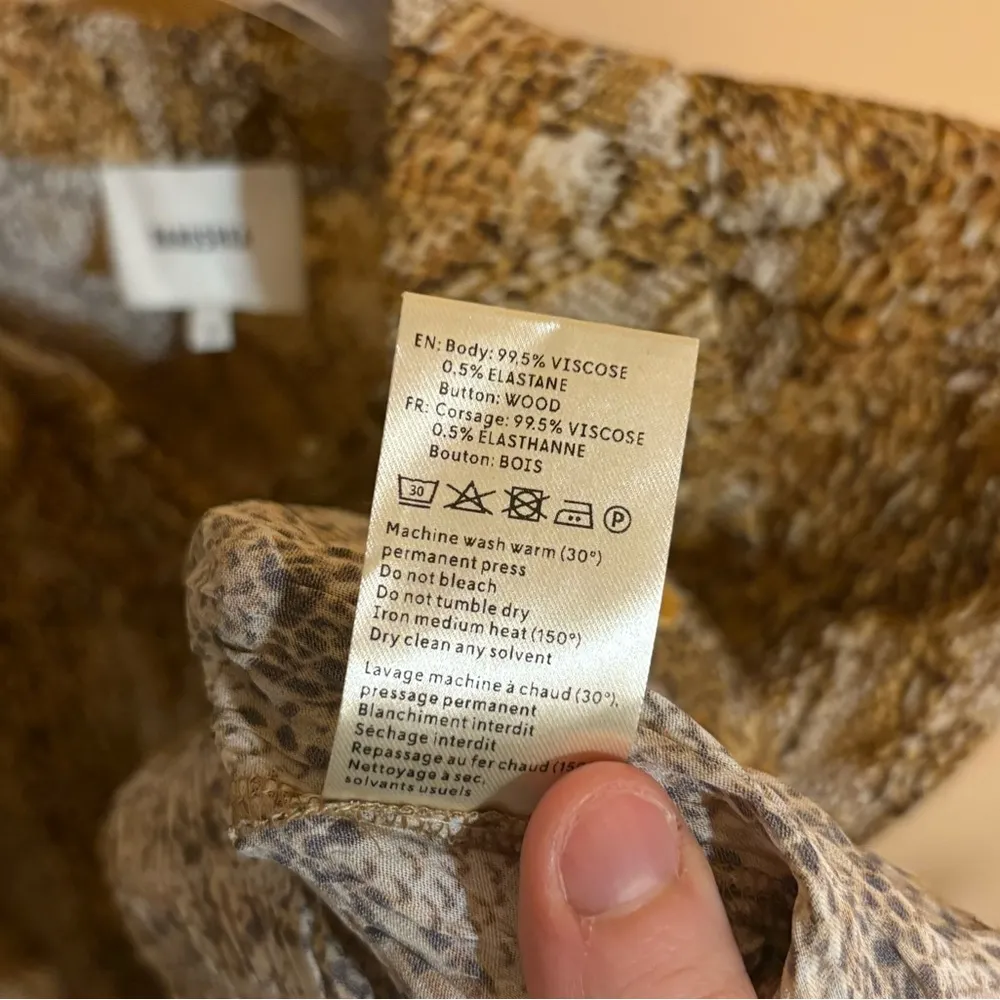 EN: Body: 99.5% VISCOSE
0.5% ELASTANE
Button: WOOD
FR: Corsage: 99.5% VISCOSE
0.5% ÉLASTHANNE
Bouton: BOIS
30 P
Machine wash warm (30°)
permanent press
Do not bleach
Do not tumble dry
Iron medium heat (150°)
Dry clean any solvent
Lavage machine à chaud (30°),
pressage permanent
Blanchiment interdit
Séchage interdit
Repassage au fer chaud
Nettoyage à sec,
solvants usuels